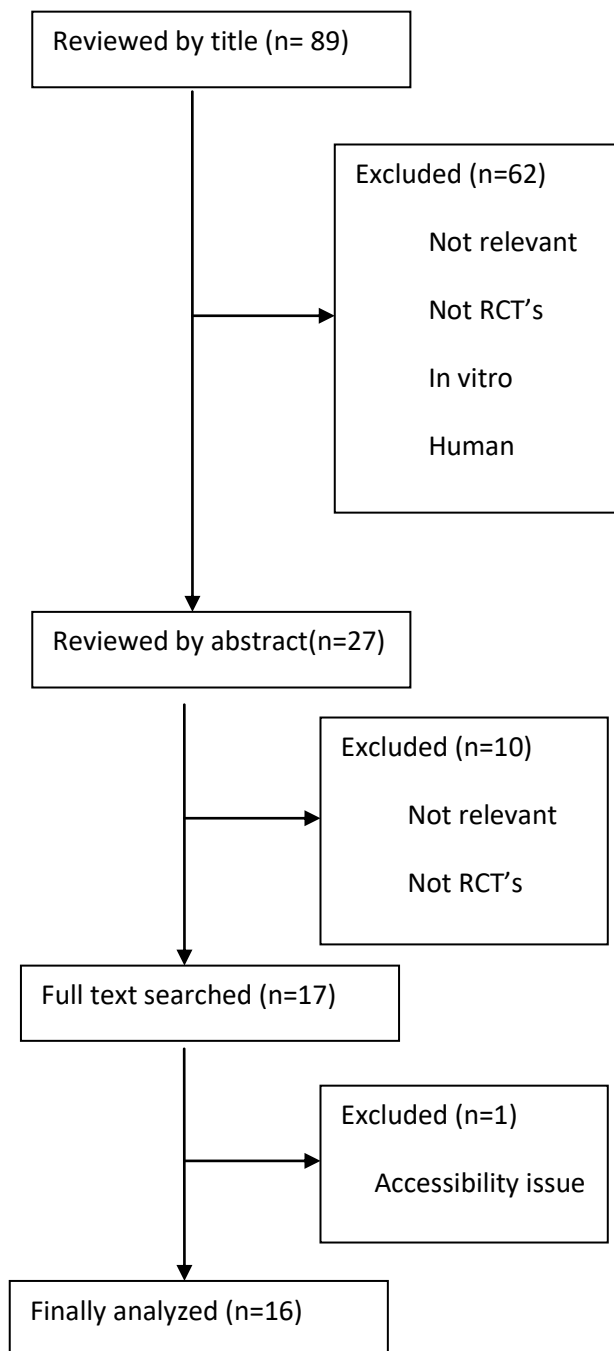 Reviewed by title (n= 89)
Excluded (n=62)
Not relevant
Not RCT’s
In vitro
Human
Reviewed by abstract(n=27)
Excluded (n=10)
Not relevant
Not RCT’s
Full text searched (n=17)
Excluded (n=1)
Accessibility issue
Finally analyzed (n=16)